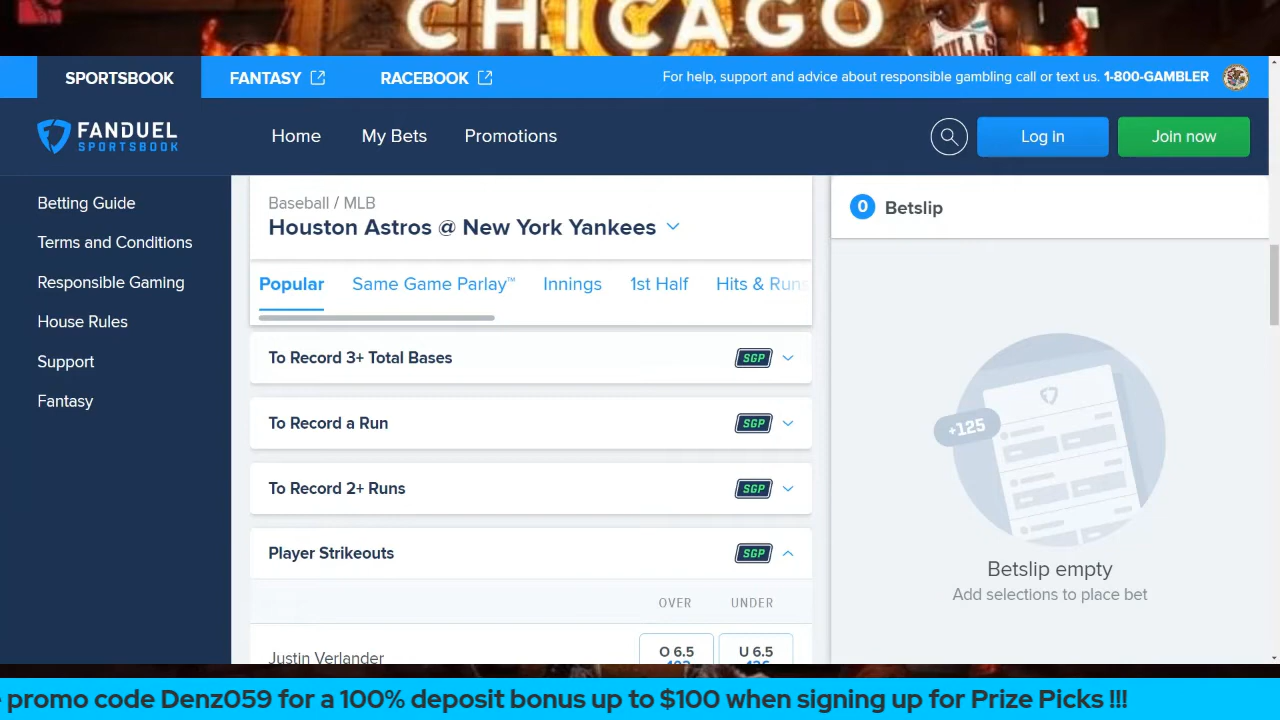 CHICAGO
BULLS
SPORTSBOOK
FANTASY
RACEBOOK
For help, support and advice about responsible gambling call or text us. 1-800-GAMBLER
FANDUEL
SPORTSBOOK
Home
My Bets
Promotions
Log in
Join now
Betting Guide
Terms and Conditions
Responsible Gaming
House Rules
Support
Fantasy
Baseball / MLB
Houston Astros @ New York Yankees
Popular
Same Game Parlay™
Innings
1st Half
Hits & Runs
To Record 3+ Total Bases
SGP
To Record a Run
SGP
To Record 2+ Runs
SGP
Player Strikeouts
SGP
OVER
UNDER
Justin Verlander
O 6.5
U 6.5
0 Betslip
+125
Betslip empty
Add selections to place bet
promo code Denz059 for a 100% deposit bonus up to $100 when signing up for Prize Picks !!!